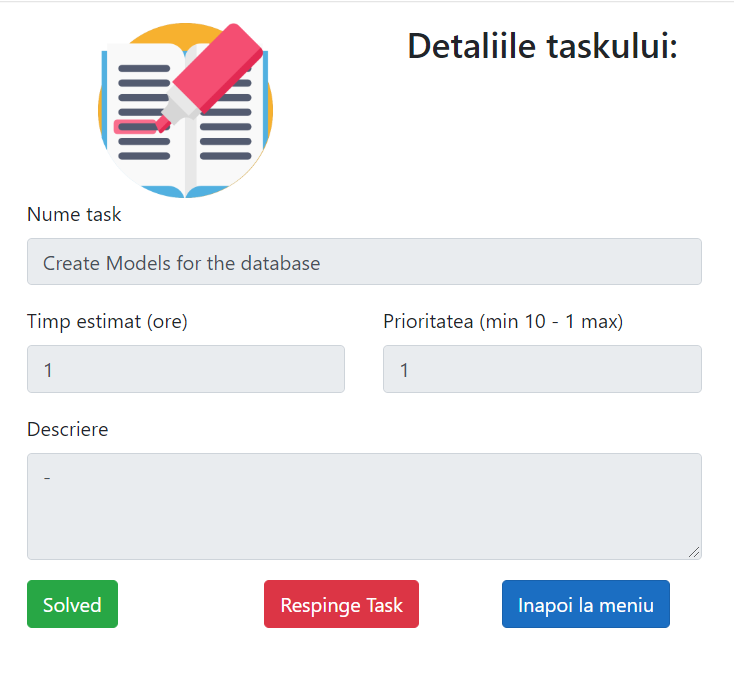 Detaliile taskului:
Nume task
Create Models for the database
Timp estimat (ore)
Prioritatea (min 10 - 1 max)
1
1
Descriere
-
Solved
Respinge Task
Inapoi la meniu